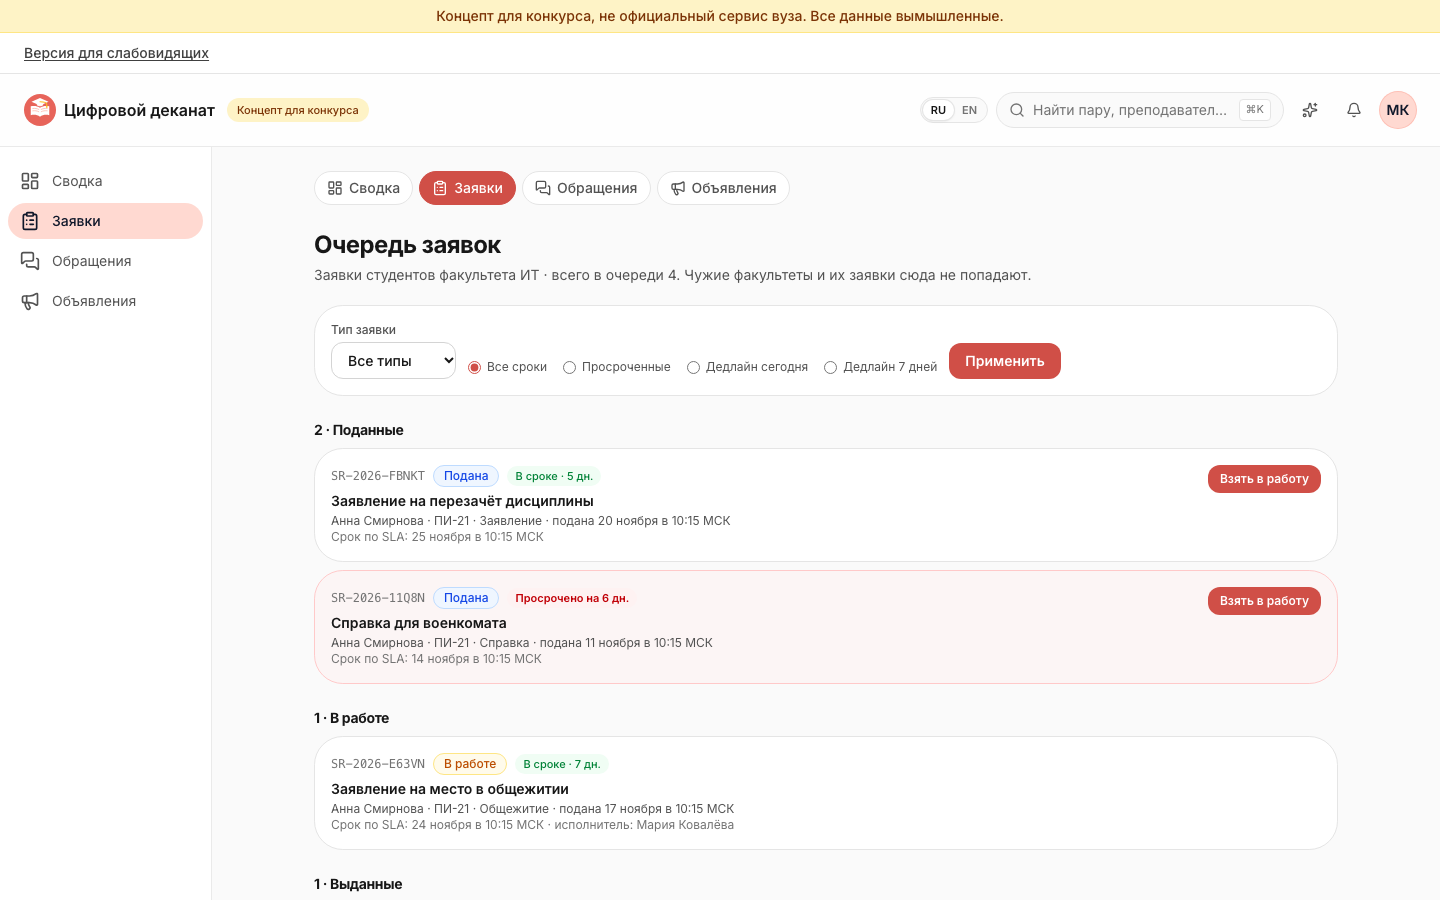 Концепт для конкурса, не официальный сервис вуза. Все данные вымышленные.
Версия для слабовидящих
Цифровой деканат
Концепт для конкурса
RU
EN
Найти пару, преподавател...
⌘K
МК
Сводка
Заявки
Обращения
Объявления
Сводка
Заявки
Обращения
Объявления
Очередь заявок
Заявки студентов факультета ИТ · всего в очереди 4. Чужие факультеты и их заявки сюда не попадают.
Тип заявки
Все типы
Все сроки
Просроченные
Дедлайн сегодня
Дедлайн 7 дней
Применить
2 · Поданные
SR-2026-FBNKT Подана В сроке · 5 дн.
Взять в работу
Заявление на перезачёт дисциплины
Анна Смирнова · ПИ-21 · Заявление · подана 20 ноября в 10:15 МСК
Срок по SLA: 25 ноября в 10:15 МСК
SR-2026-11Q8N Подана Просрочено на 6 дн.
Взять в работу
Справка для военкомата
Анна Смирнова · ПИ-21 · Справка · подана 11 ноября в 10:15 МСК
Срок по SLA: 14 ноября в 10:15 МСК
1 · В работе
SR-2026-E63VN В работе В сроке · 7 дн.
Заявление на место в общежитии
Анна Смирнова · ПИ-21 · Общежитие · подана 17 ноября в 10:15 МСК
Срок по SLA: 24 ноября в 10:15 МСК · исполнитель: Мария Ковалёва
1 · Выданные